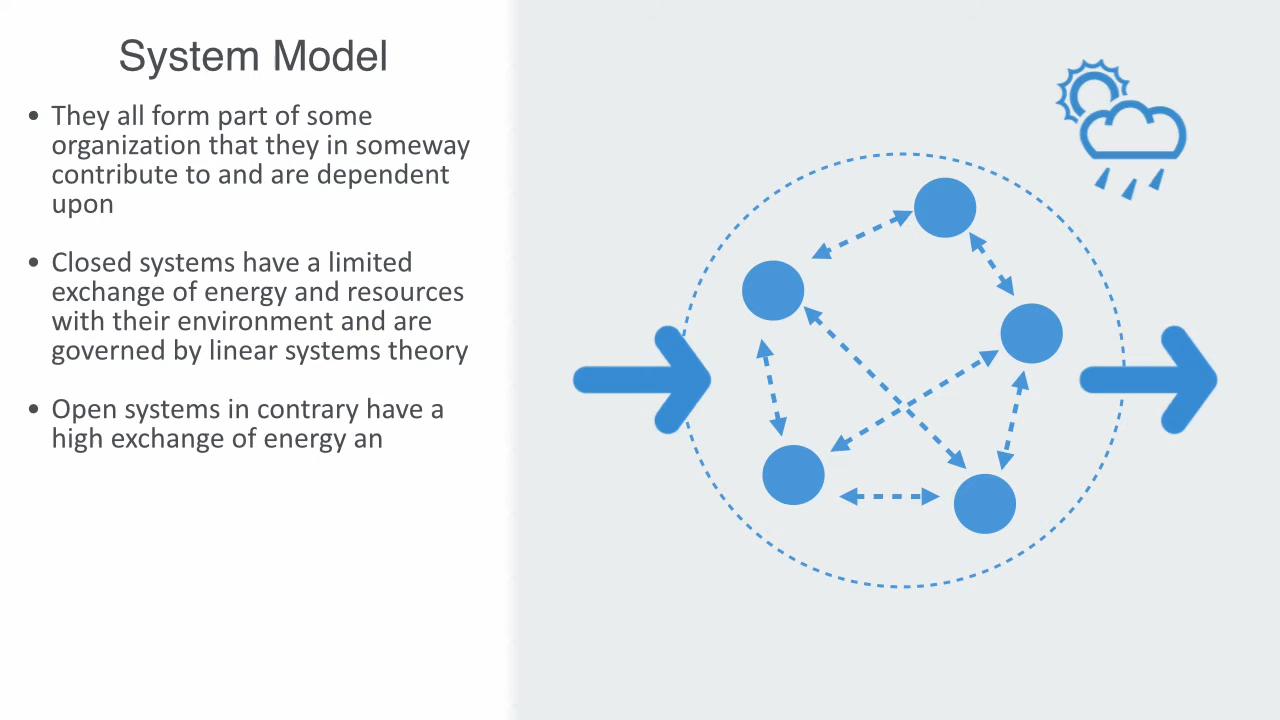 System Model
• They all form part of some
organization that they in someway
contribute to and are dependent
upon
• Closed systems have a limited
exchange of energy and resources
with their environment and are
governed by linear systems theory
• Open systems in contrary have a
high exchange of energy an